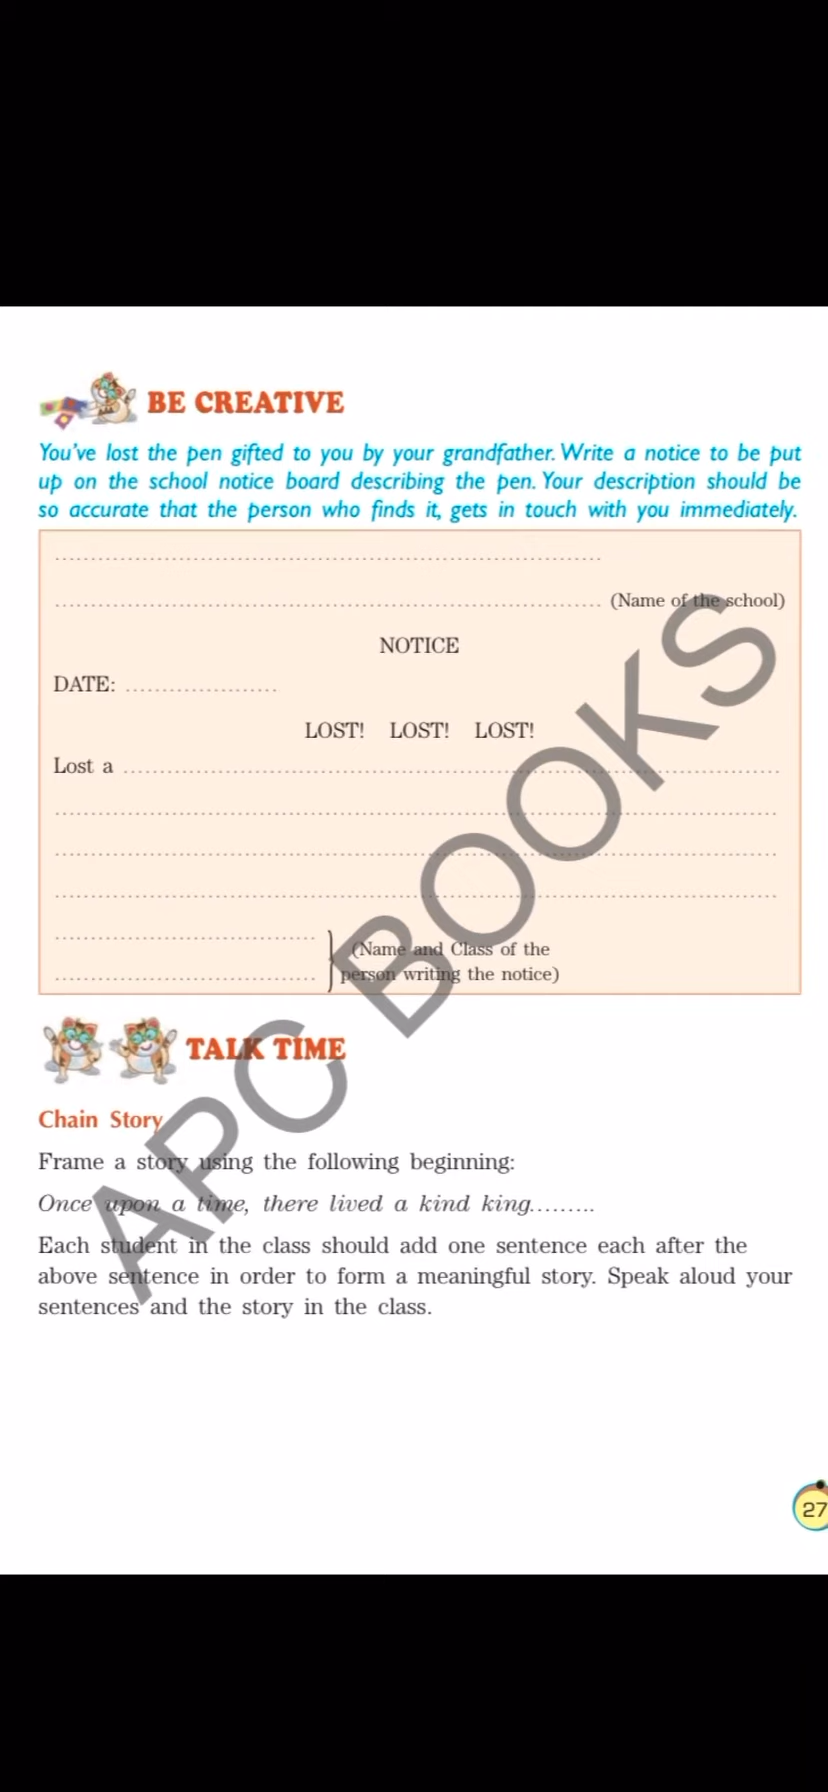 BE CREATIVE
You've lost the pen gifted to you by your grandfather. Write a notice to be put
up on the school notice board describing the pen. Your description should be
so accurate that the person who finds it, gets in touch with you immediately.
............................................................
............................................................ (Name of the school)
NOTICE
DATE: .....................
LOST! LOST! LOST!
Lost a ............................................................
............................................................
............................................................
............................................................
....................................
.................................... (Name and Class of the
person writing the notice)
TALK TIME
Chain Story
Frame a story using the following beginning:
Once upon a time, there lived a kind king.........
Each student in the class should add one sentence each after the
above sentence in order to form a meaningful story. Speak aloud your
sentences and the story in the class.
27
APC BOOKS